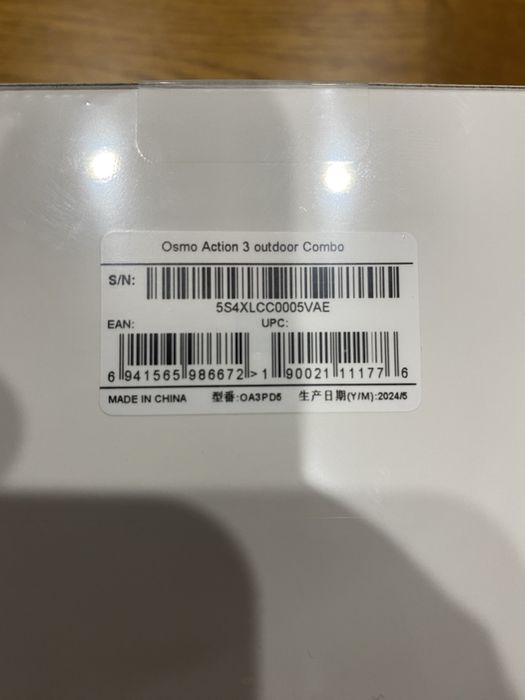 Osmo Action 3 outdoor Combo
S/N:
5S4XLCC0005VAE
EAN: UPC:
6 941565 986672 > 1 90021 11177 6
MADE IN CHINA 型番:OA3PD5 生产日期(Y/M):2024/5